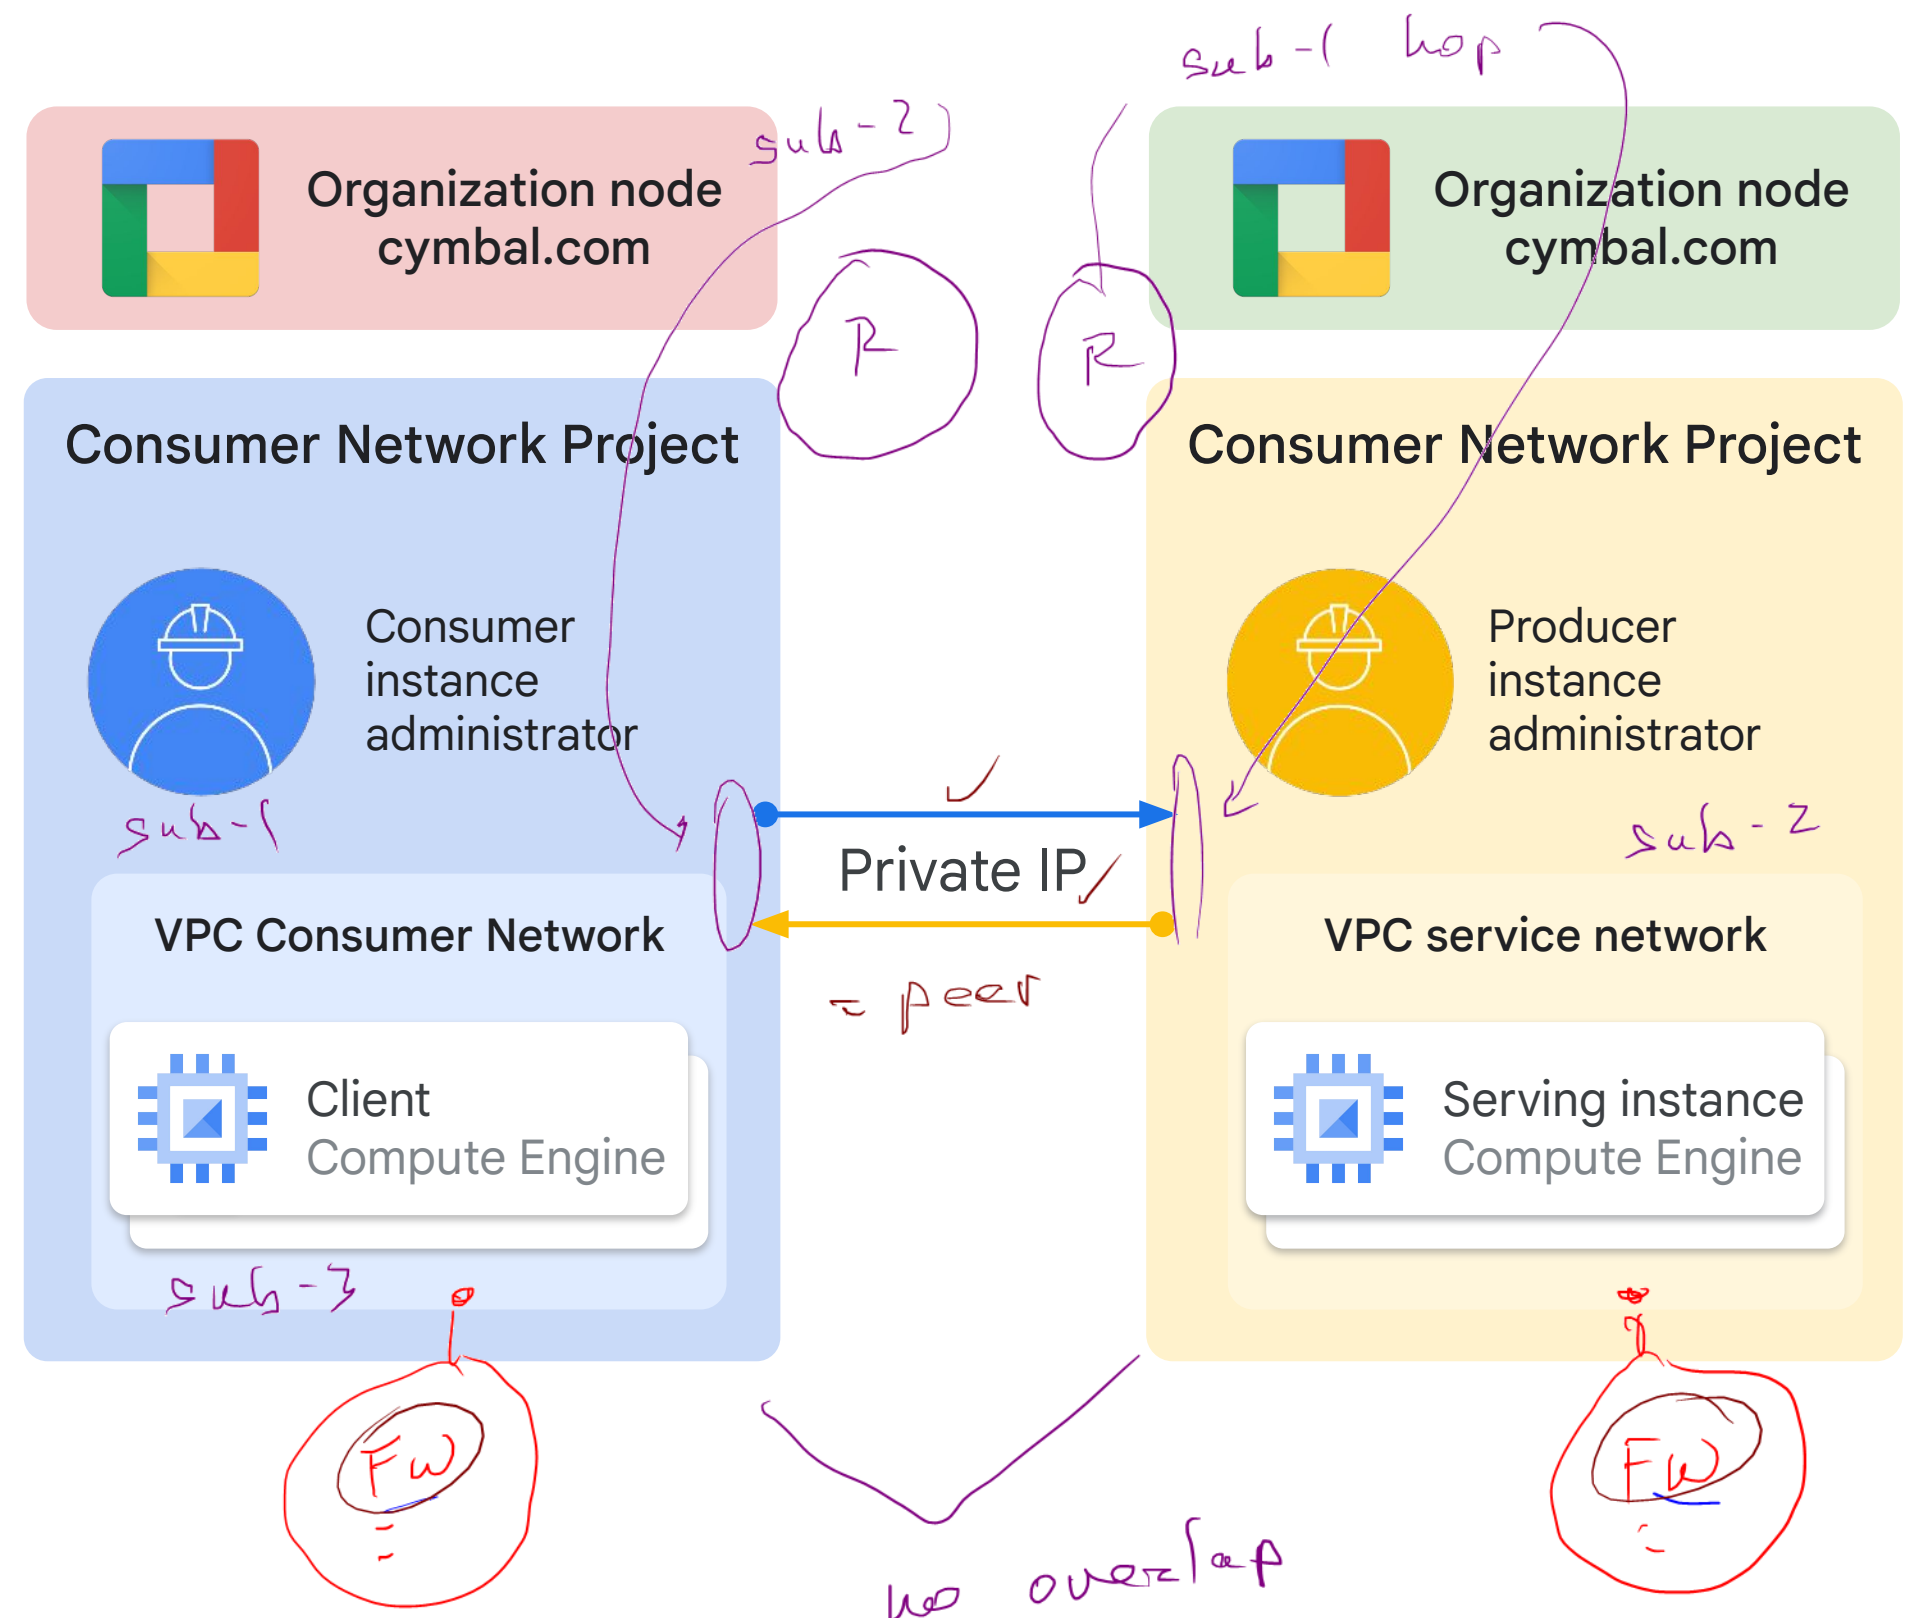 sub-1 hop
sub-2
Organization node
cymbal.com
Organization node
cymbal.com
R
R
Consumer Network Project
Consumer Network Project
Consumer
instance
administrator
Producer
instance
administrator
sub-1
sub-2
Private IP
VPC Consumer Network
VPC service network
= peer
Client
Compute Engine
Serving instance
Compute Engine
sub-3
FW
FW
no overlap